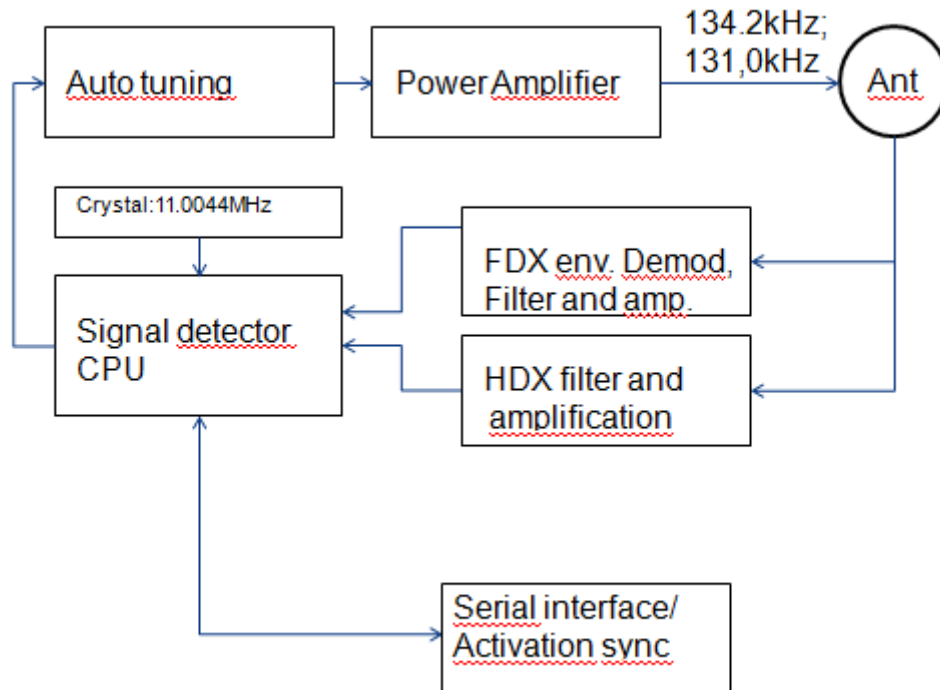 134.2kHz;
131,0kHz
Auto tuning
Power Amplifier
Ant
Crystal:11.0044MHz
FDX env. Demod,
Filter and amp.
Signal detector
CPU
HDX filter and
amplification
Serial interface/
Activation sync